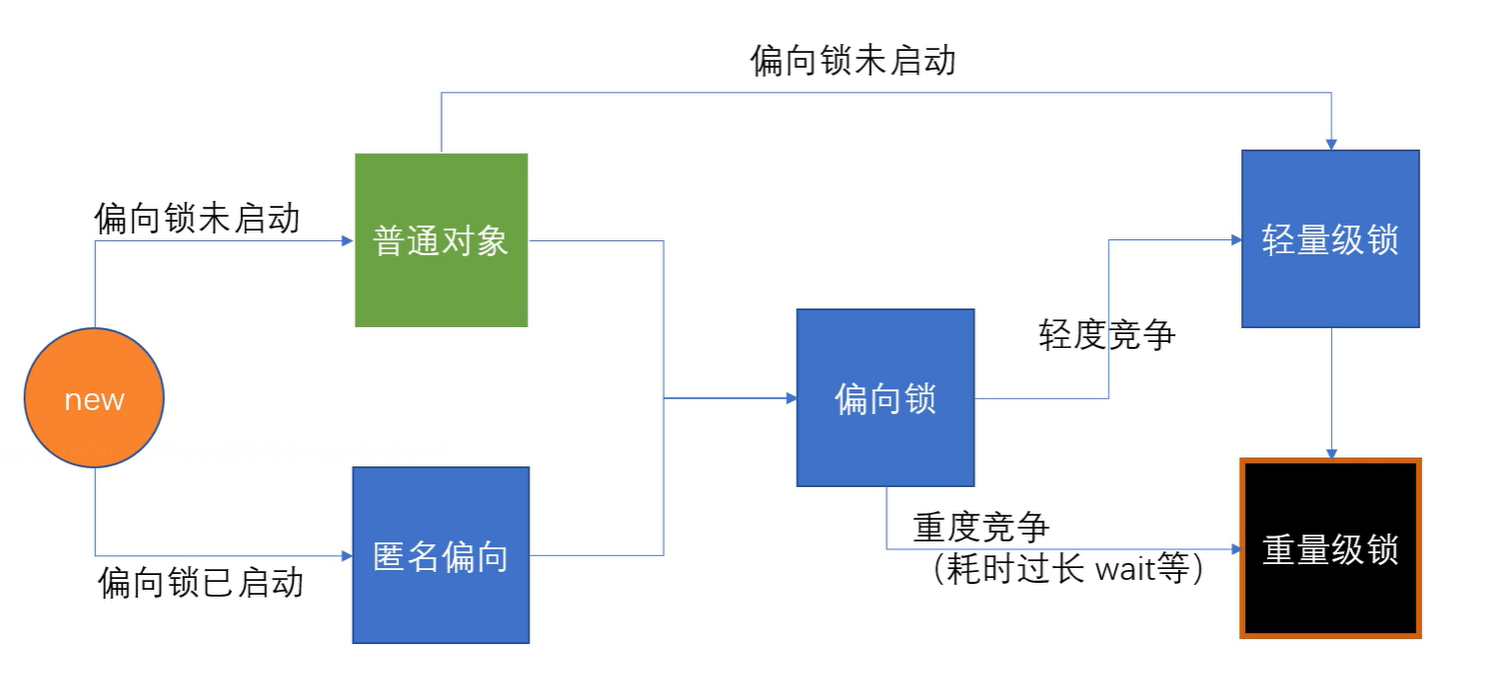 偏向锁未启动
偏向锁未启动
普通对象
轻量级锁
轻度竞争
new
偏向锁
重度竞争
（耗时过长 wait等）
匿名偏向
重量级锁
偏向锁已启动